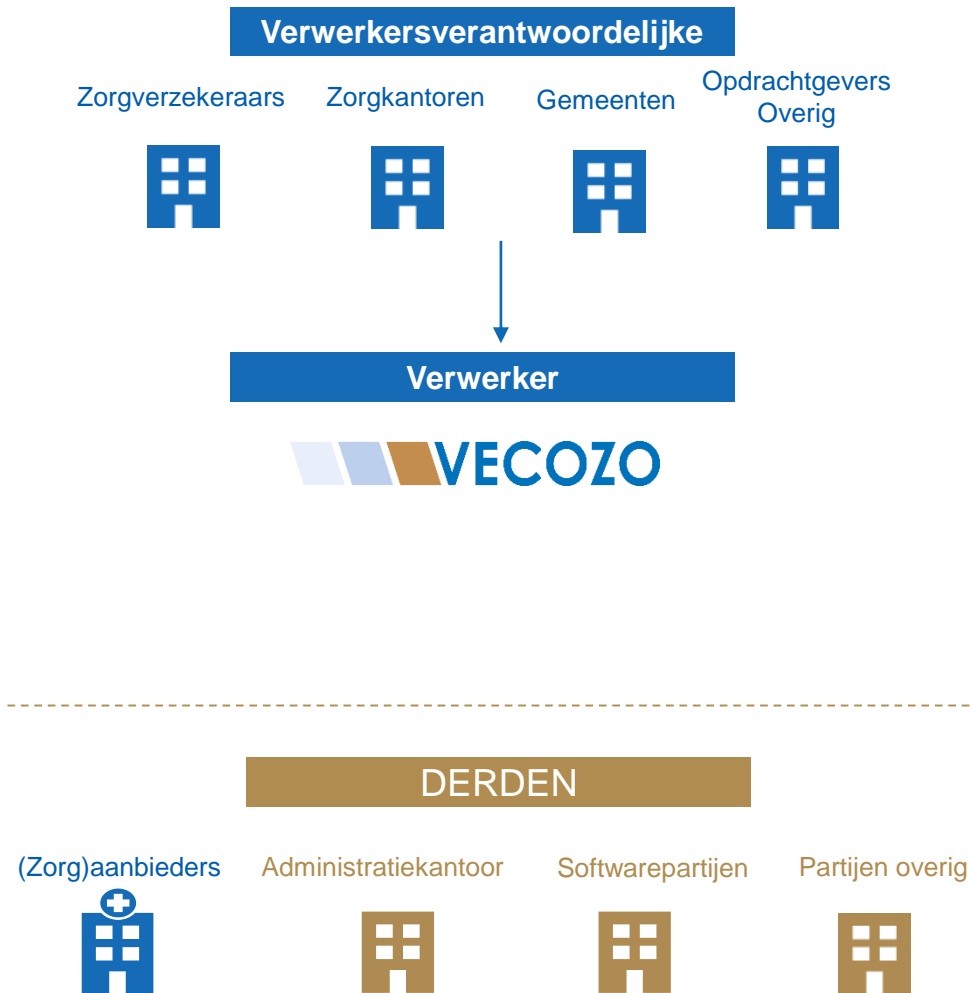 Verwerkersverantwoordelijke
Zorgverzekeraars
Zorgkantoren
Gemeenten
Opdrachtgevers
Overig
Verwerker
VECOZO
DERDEN
(Zorg)aanbieders
Administratiekantoor
Softwarepartijen
Partijen overig